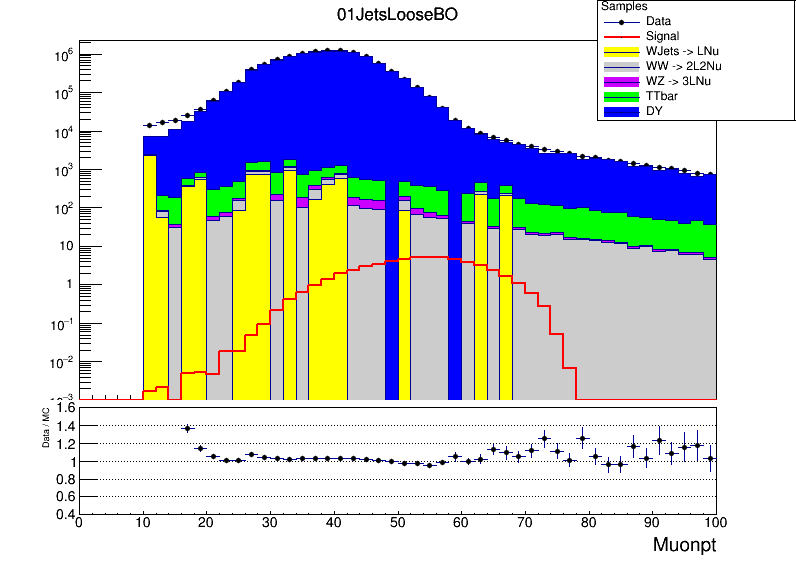 01JetsLooseBO
Samples
Data
Signal
WJets -> LNu
WW -> 2L2Nu
WZ -> 3LNu
TTbar
DY
10⁶
10⁵
10⁴
10³
10²
10
1
10⁻¹
10⁻²
10⁻³
Data / MC
1.6
1.4
1.2
1
0.8
0.6
0.4
0 10 20 30 40 50 60 70 80 90 100
Muonpt